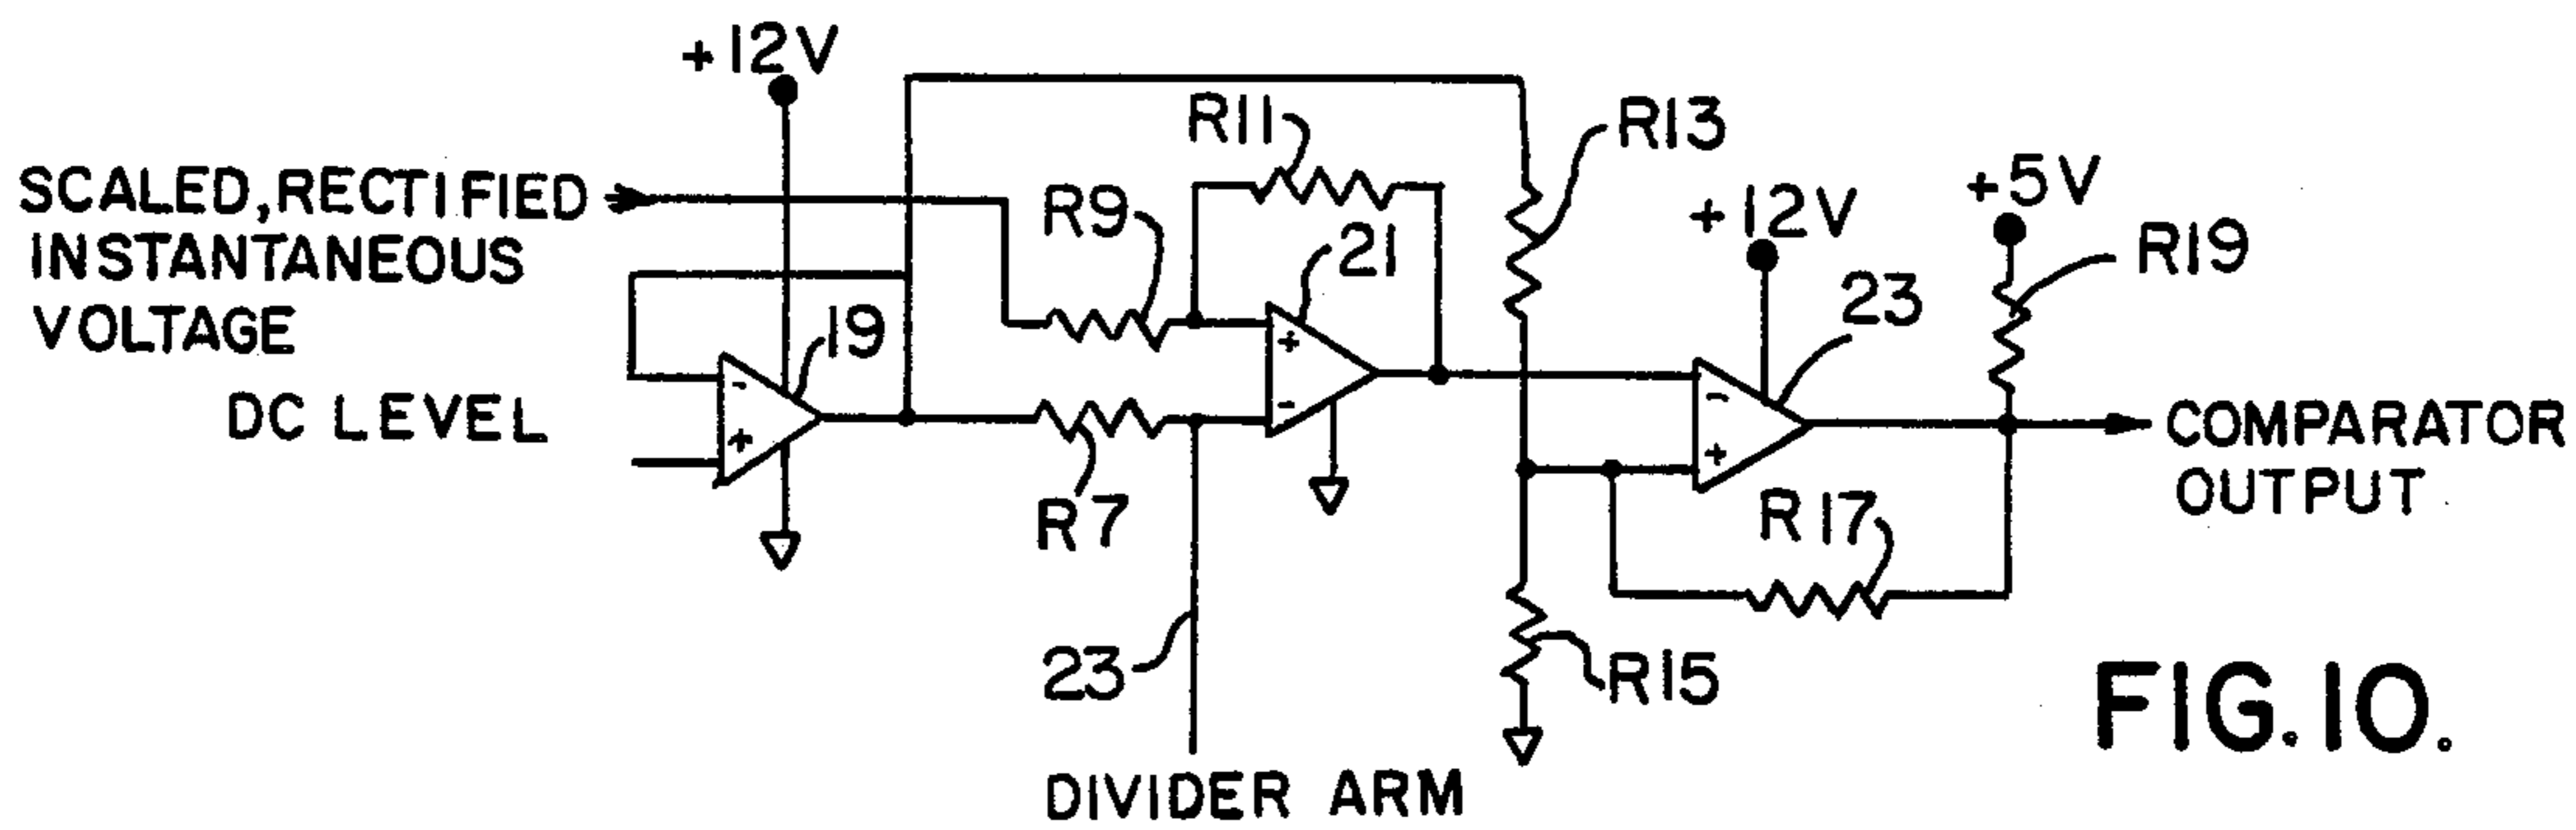 +12V
SCALED, RECTIFIED
INSTANTANEOUS
VOLTAGE
DC LEVEL
-
+
19
R9
R11
21
+
-
R7
23
DIVIDER ARM
R13
R15
+12V
23
-
+
R17
+5V
R19
COMPARATOR
OUTPUT
FIG.10.